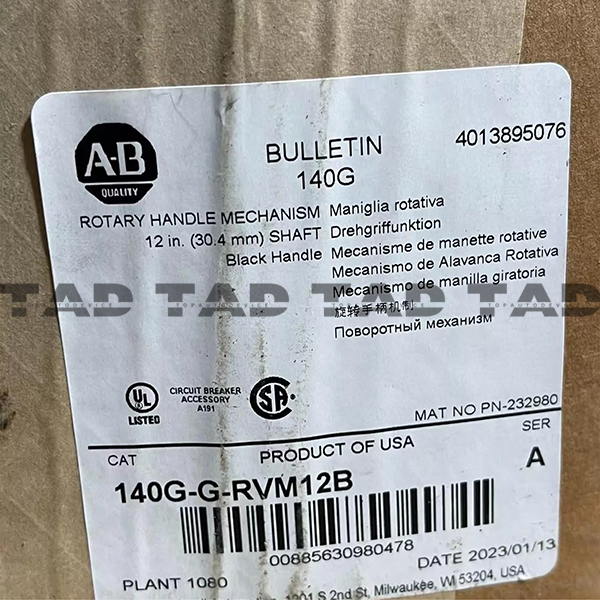 A-B
QUALITY
BULLETIN
140G
4013895076
ROTARY HANDLE MECHANISM
12 in. (30.4 mm) SHAFT
Black Handle
Maniglia rotativa
Drehgriffunktion
Mecanisme de manette rotative
Mecanismo de Alavanca Rotativa
Mecanismo de manilla giratoria
旋转手柄机制
Поворотный механизм
TAD TAD TAD TAD TAD
TOPAUTODEVICE
UL
LISTED
CIRCUIT BREAKER
ACCESSORY
A191
SA
MAT NO PN-232980
CAT
PRODUCT OF USA
SER
140G-G-RVM12B
A
00885630980478
DATE 2023/01/13
PLANT 1080
1201 S 2nd St, Milwaukee, WI 53204, USA